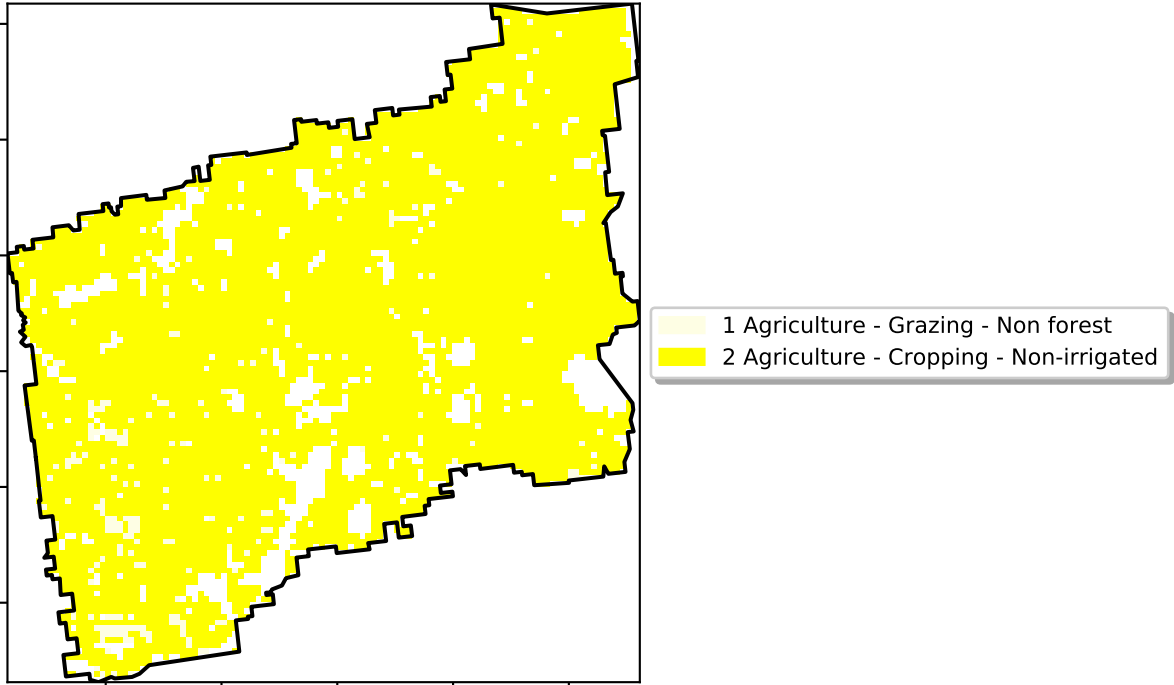 1 Agriculture - Grazing - Non forest
2 Agriculture - Cropping - Non-irrigated